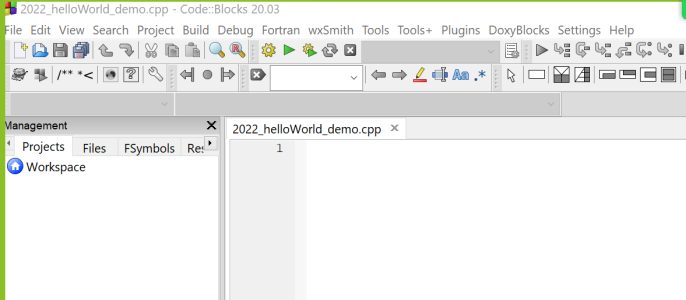 2022_helloWorld_demo.cpp - Code::Blocks 20.03
File Edit View Search Project Build Debug Fortran wxSmith Tools Tools+ Plugins DoxyBlocks Settings Help
/** *<
Aa .*
Management
Projects Files FSymbols Re
Workspace
2022_helloWorld_demo.cpp
1